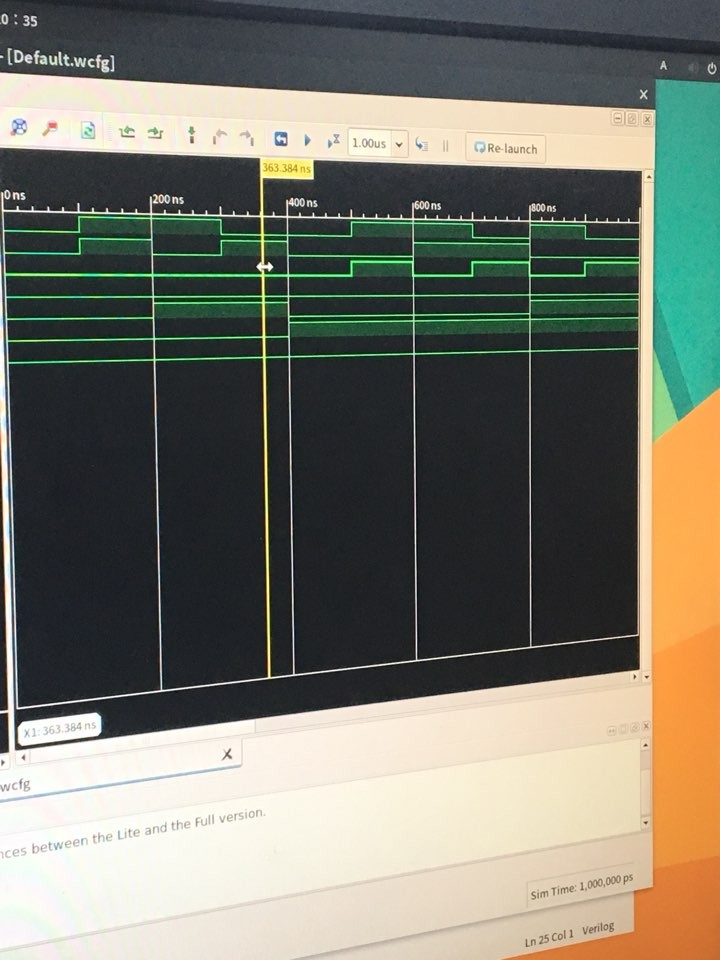 0:35
- [Default.wcfg]
A
1.00us
Re-launch
363.384 ns
0 ns
200 ns
400 ns
600 ns
800 ns
X1: 363.384 ns
wcfg
nces between the Lite and the Full version.
Sim Time: 1,000,000 ps
Ln 25 Col 1 Verilog